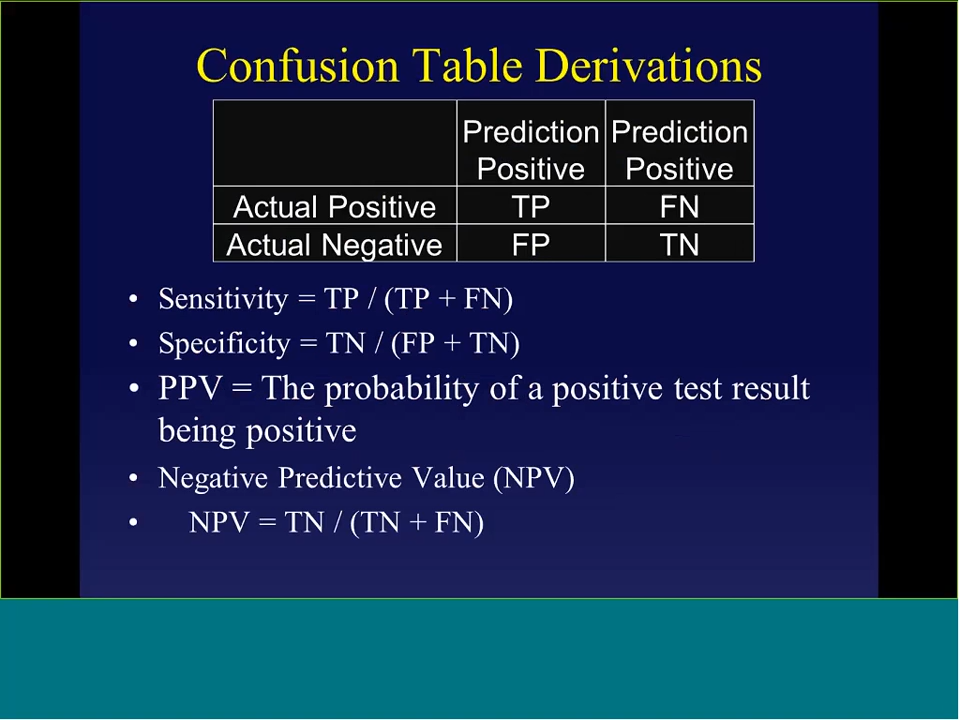 Confusion Table Derivations
Prediction Prediction
Positive Positive
Actual Positive TP FN
Actual Negative FP TN
• Sensitivity = TP / (TP + FN)
• Specificity = TN / (FP + TN)
• PPV = The probability of a positive test result
being positive
• Negative Predictive Value (NPV)
• NPV = TN / (TN + FN)